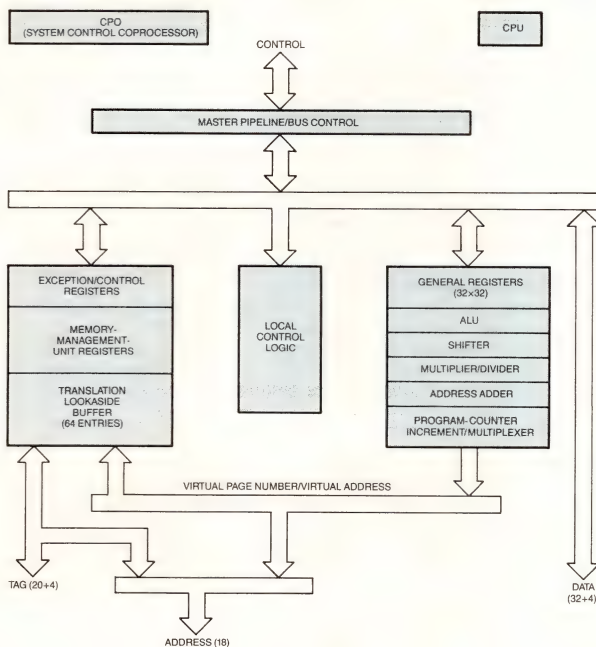 CPO
(SYSTEM CONTROL COPROCESSOR)
CPU
CONTROL
MASTER PIPELINE/BUS CONTROL
EXCEPTION/CONTROL
REGISTERS
MEMORY-
MANAGEMENT-
UNIT REGISTERS
TRANSLATION
LOOKASIDE
BUFFER
(64 ENTRIES)
LOCAL
CONTROL
LOGIC
GENERAL REGISTERS
(32×32)
ALU
SHIFTER
MULTIPLIER/DIVIDER
ADDRESS ADDER
PROGRAM-COUNTER
INCREMENT/MULTIPLEXER
VIRTUAL PAGE NUMBER/VIRTUAL ADDRESS
TAG (20+4)
DATA
(32+4)
ADDRESS (18)